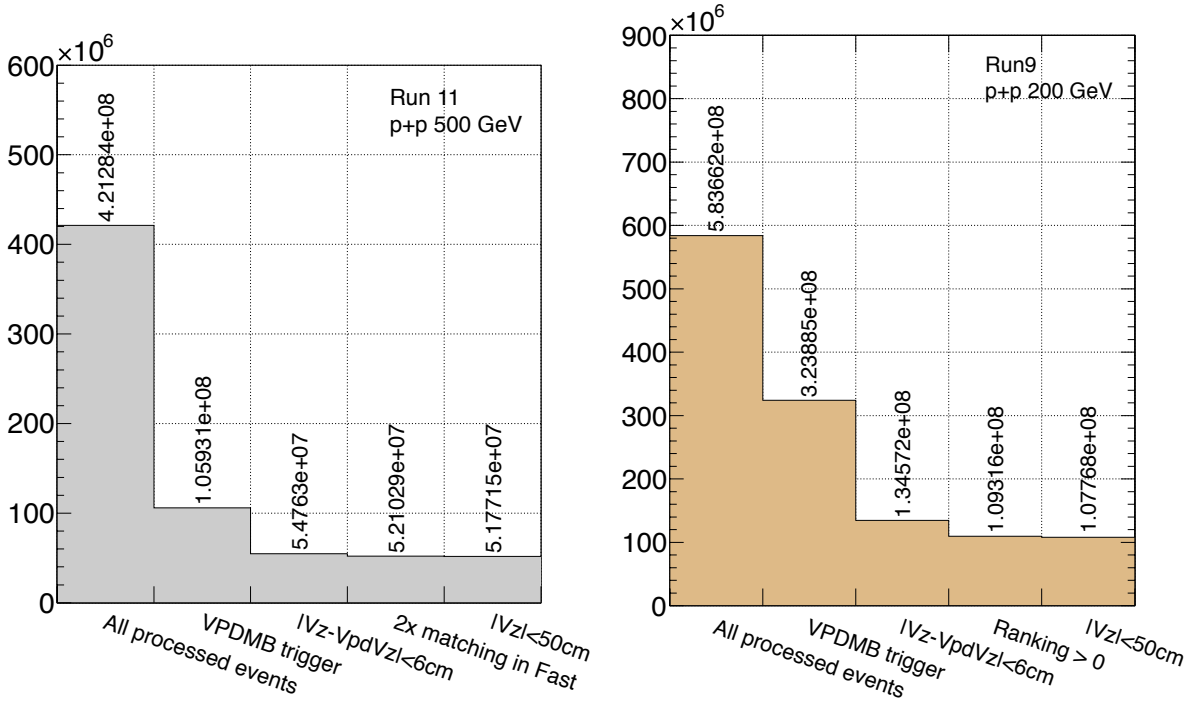 ×10⁶
600
500
400
300
200
100
0
Run 11
p+p 500 GeV
4.21284e+08
1.05931e+08
5.4763e+07
5.21029e+07
5.17715e+07
All processed events
VPDMB trigger
|Vz-VpdVz|<6cm
2x matching in Fast
|Vz|<50cm
×10⁶
900
800
700
600
500
400
300
200
100
0
Run9
p+p 200 GeV
5.83662e+08
3.23885e+08
1.34572e+08
1.09316e+08
1.07768e+08
All processed events
VPDMB trigger
|Vz-VpdVz|<6cm
Ranking > 0
|Vz|<50cm